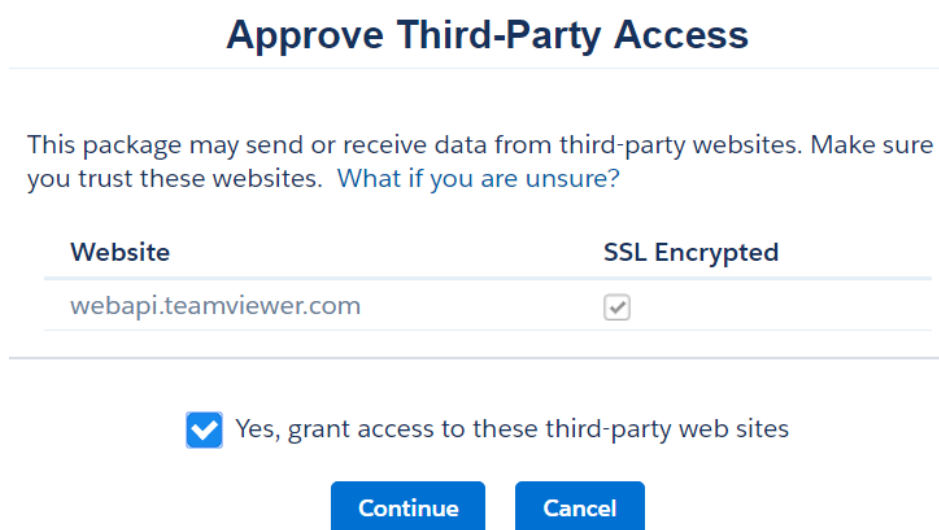 Approve Third-Party Access
This package may send or receive data from third-party websites. Make sure
you trust these websites. What if you are unsure?
Website SSL Encrypted
webapi.teamviewer.com
Yes, grant access to these third-party web sites
Continue Cancel